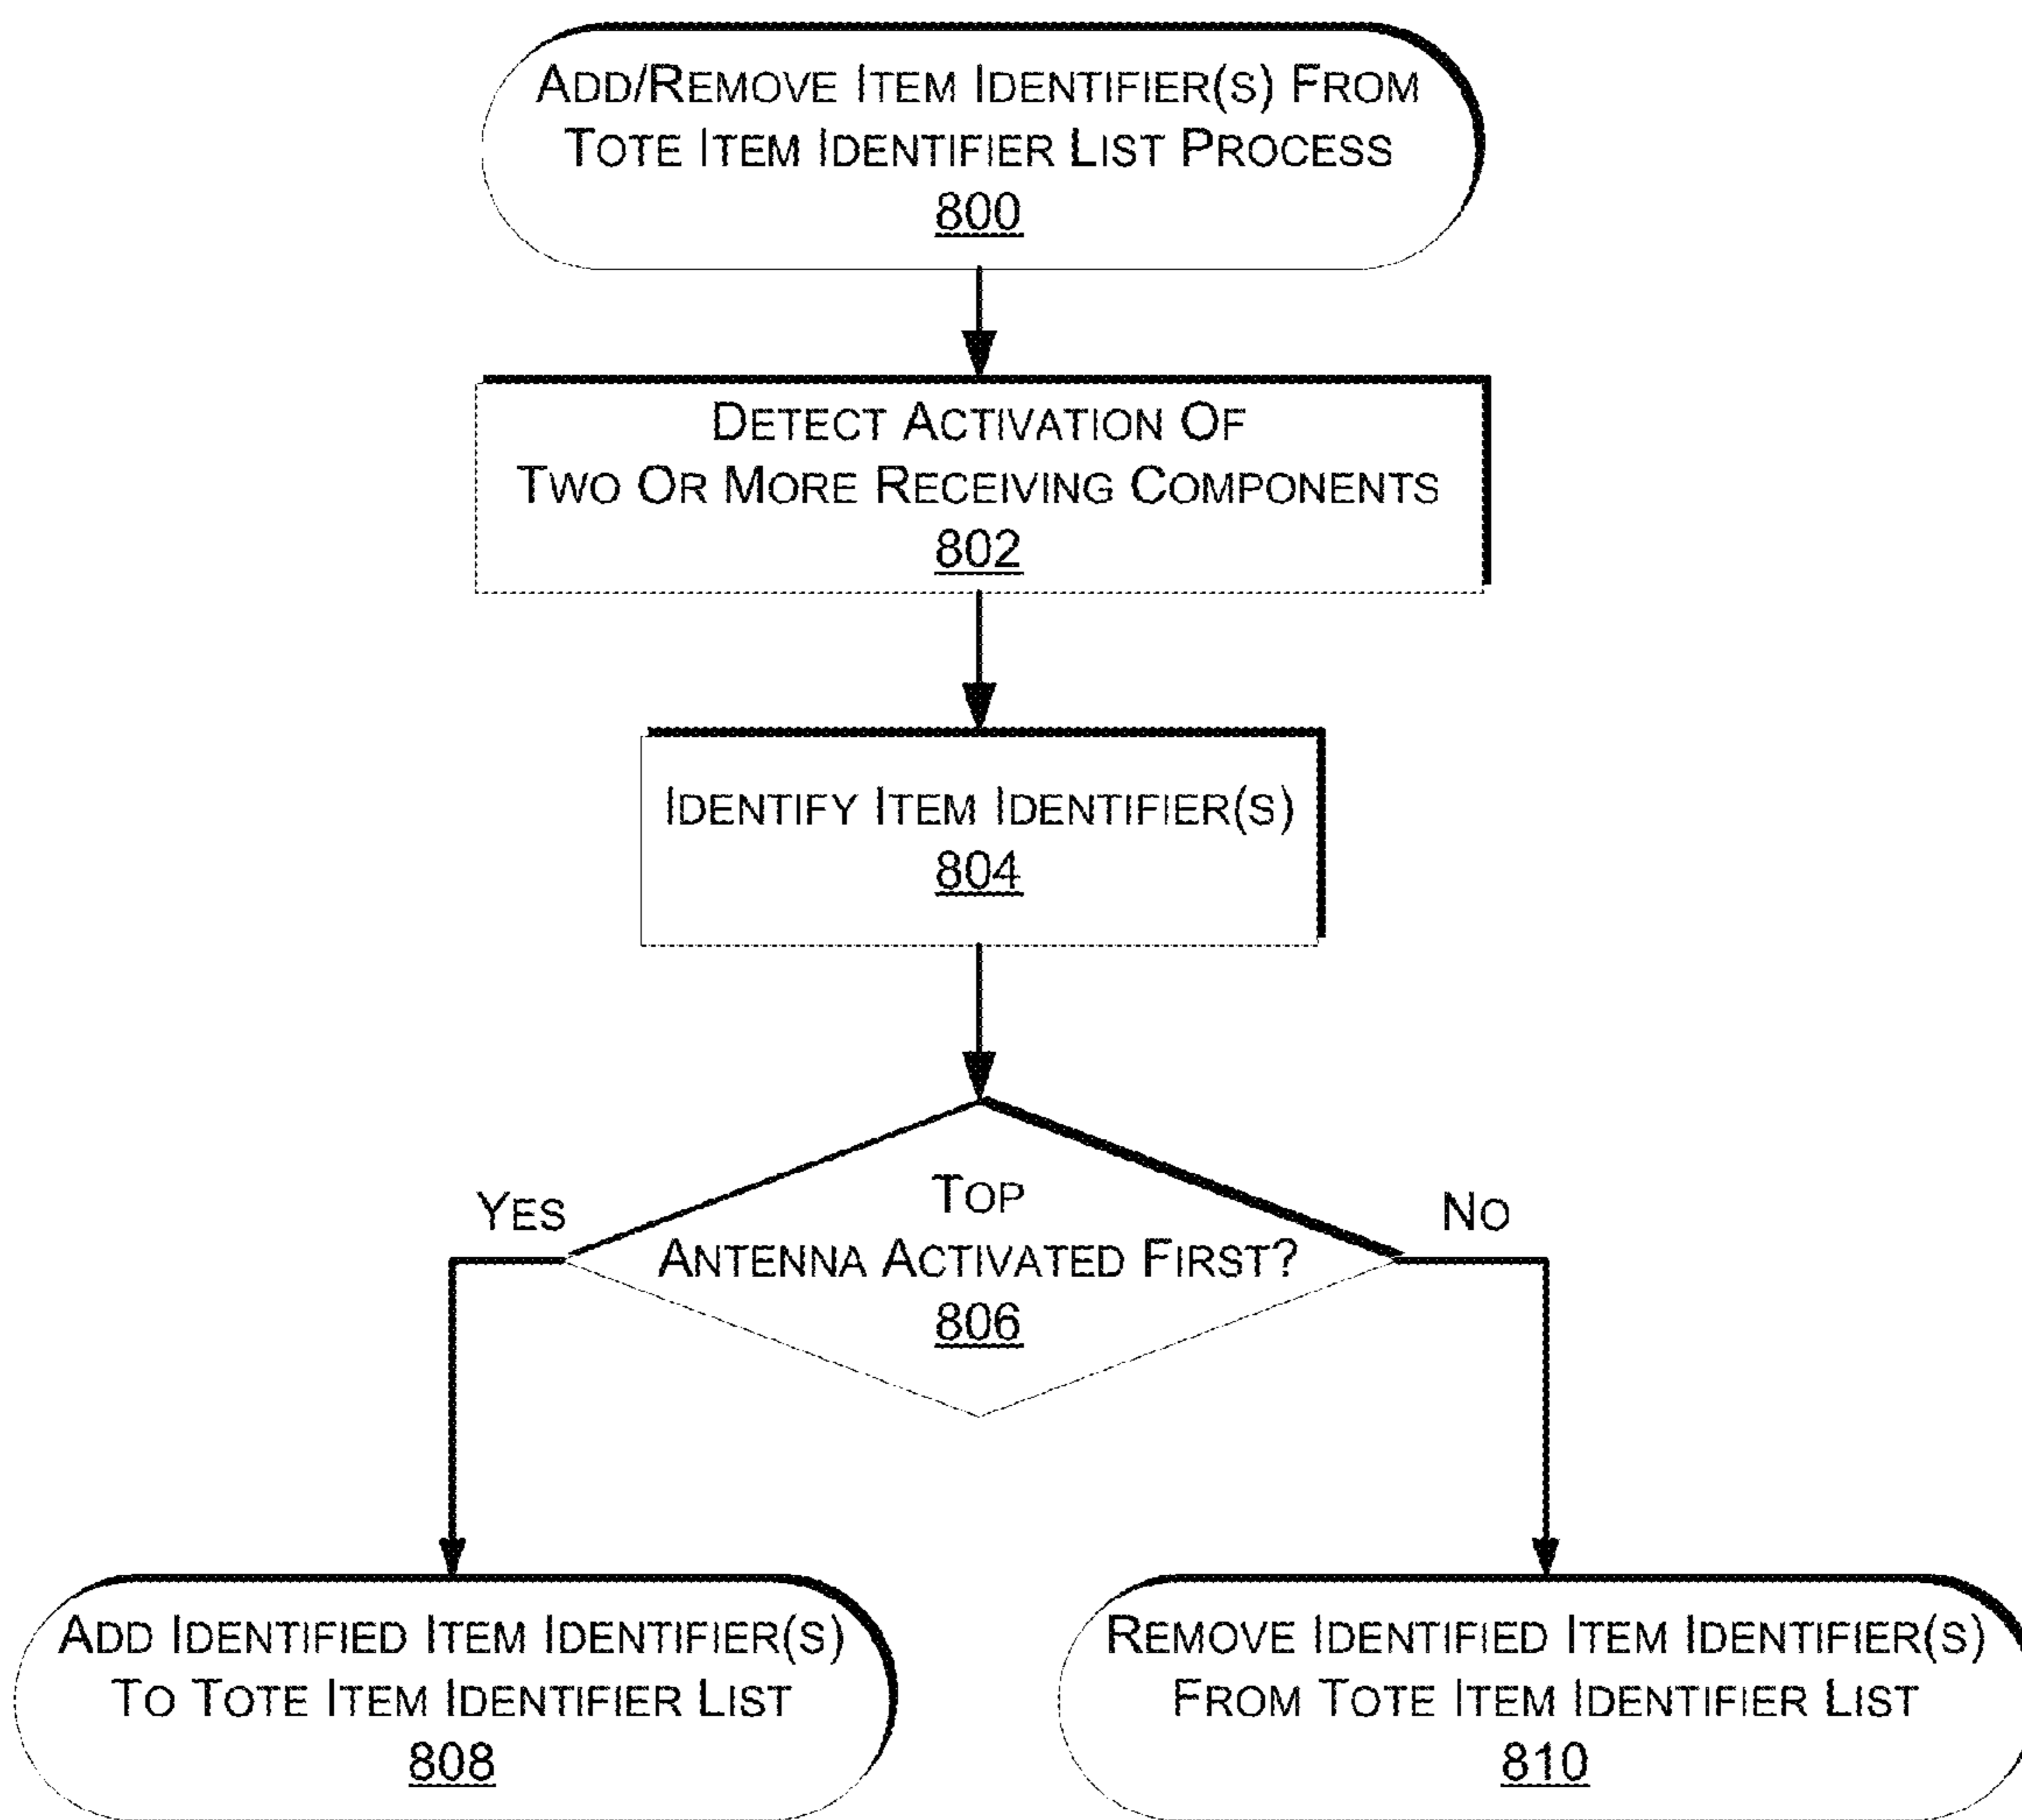 ADD/REMOVE ITEM IDENTIFIER(S) FROM
TOTE ITEM IDENTIFIER LIST PROCESS
800
DETECT ACTIVATION OF
TWO OR MORE RECEIVING COMPONENTS
802
IDENTIFY ITEM IDENTIFIER(S)
804
TOP
ANTENNA ACTIVATED FIRST?
806
YES
NO
ADD IDENTIFIED ITEM IDENTIFIER(S)
TO TOTE ITEM IDENTIFIER LIST
808
REMOVE IDENTIFIED ITEM IDENTIFIER(S)
FROM TOTE ITEM IDENTIFIER LIST
810